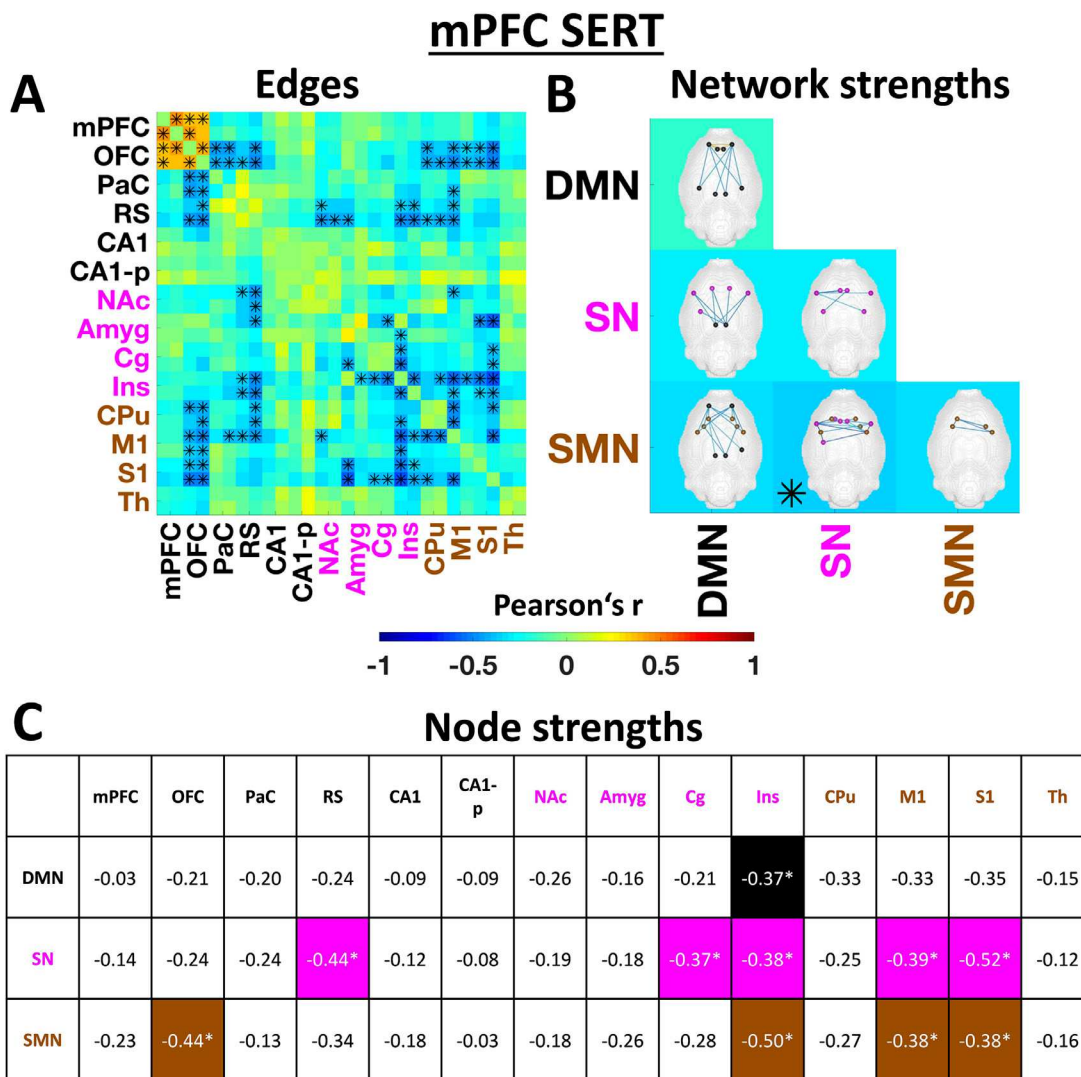 mPFC SERT
A
Edges
mPFC
OFC
PaC
RS
CA1
CA1-p
NAc
Amyg
Cg
Ins
CPu
M1
S1
Th
mPFC OFC PaC RS CA1 CA1-p NAc Amyg Cg Ins CPu M1 S1 Th
B
Network strengths
DMN
SN
SMN
*
DMN SN SMN
Pearson‘s r
-1 -0.5 0 0.5 1
C
Node strengths
mPFC OFC PaC RS CA1 CA1-p NAc Amyg Cg Ins CPu M1 S1 Th
DMN -0.03 -0.21 -0.20 -0.24 -0.09 -0.09 -0.26 -0.16 -0.21 -0.37* -0.33 -0.33 -0.35 -0.15
SN -0.14 -0.24 -0.24 -0.44* -0.12 -0.08 -0.19 -0.18 -0.37* -0.38* -0.25 -0.39* -0.52* -0.12
SMN -0.23 -0.44* -0.13 -0.34 -0.18 -0.03 -0.18 -0.26 -0.28 -0.50* -0.27 -0.38* -0.38* -0.16